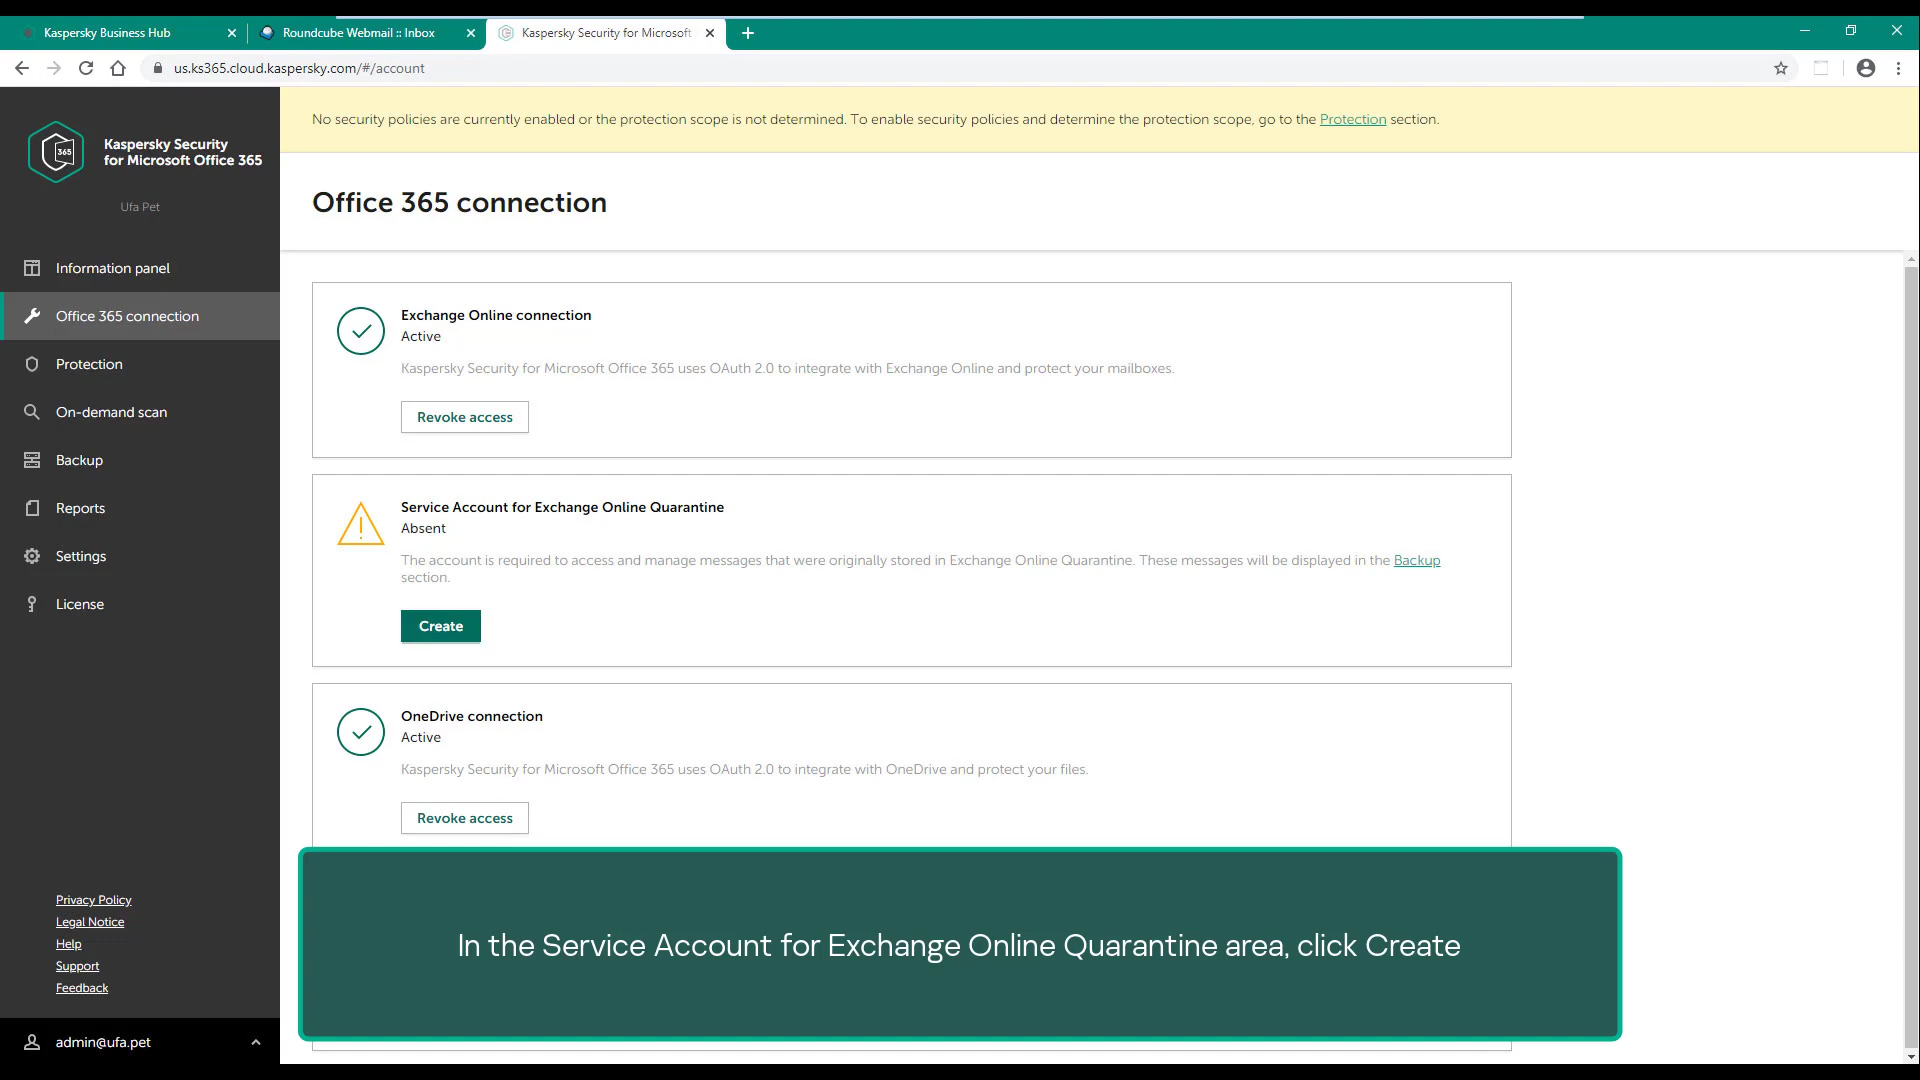 Kaspersky Business Hub
Roundcube Webmail :: Inbox
Kaspersky Security for Microsoft
us.ks365.cloud.kaspersky.com/#/account
365
Kaspersky Security
for Microsoft Office 365
Ufa Pet
Information panel
Office 365 connection
Protection
On-demand scan
Backup
Reports
Settings
License
Privacy Policy
Legal Notice
Help
Support
Feedback
admin@ufa.pet
No security policies are currently enabled or the protection scope is not determined. To enable security policies and determine the protection scope, go to the Protection section.
Office 365 connection
Exchange Online connection
Active
Kaspersky Security for Microsoft Office 365 uses OAuth 2.0 to integrate with Exchange Online and protect your mailboxes.
Revoke access
Service Account for Exchange Online Quarantine
Absent
The account is required to access and manage messages that were originally stored in Exchange Online Quarantine. These messages will be displayed in the Backup
section.
Create
OneDrive connection
Active
Kaspersky Security for Microsoft Office 365 uses OAuth 2.0 to integrate with OneDrive and protect your files.
Revoke access
In the Service Account for Exchange Online Quarantine area, click Create